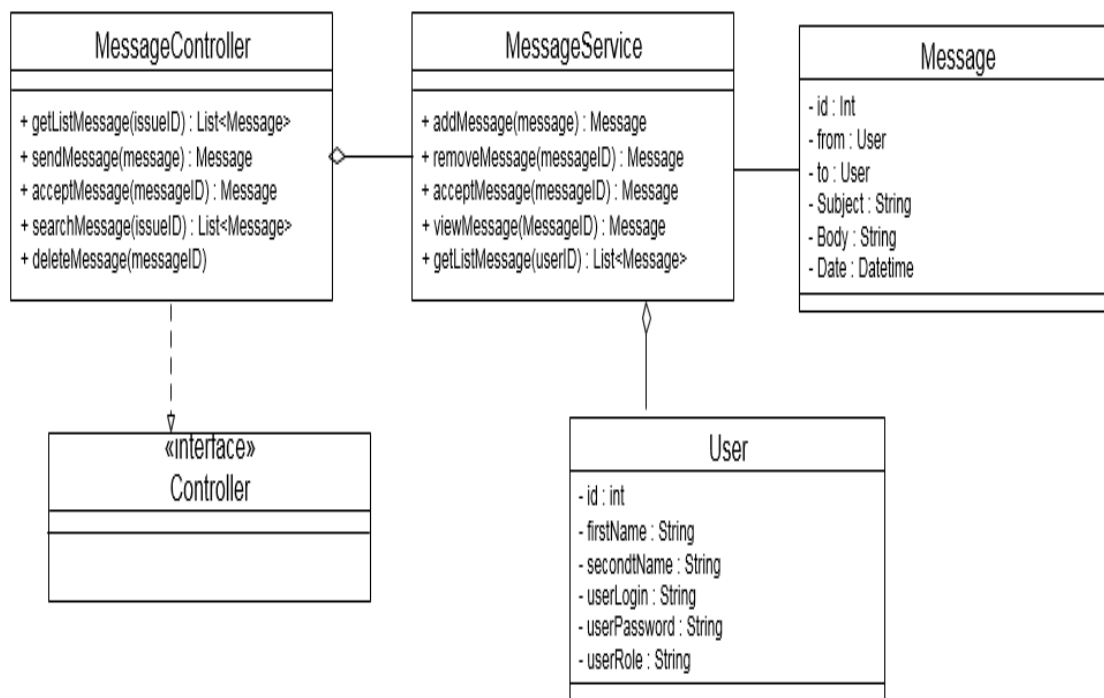 MessageController
+ getListMessage(issueID) : List<Message>
+ sendMessage(message) : Message
+ acceptMessage(messageID) : Message
+ searchMessage(issueID) : List<Message>
+ deleteMessage(messageID)
MessageService
+ addMessage(message) : Message
+ removeMessage(messageID) : Message
+ acceptMessage(messageID) : Message
+ viewMessage(MessageID) : Message
+ getListMessage(userID) : List<Message>
Message
- id : Int
- from : User
- to : User
- Subject : String
- Body : String
- Date : Datetime
«interface»
Controller
User
- id : int
- firstName : String
- secondtName : String
- userLogin : String
- userPassword : String
- userRole : String